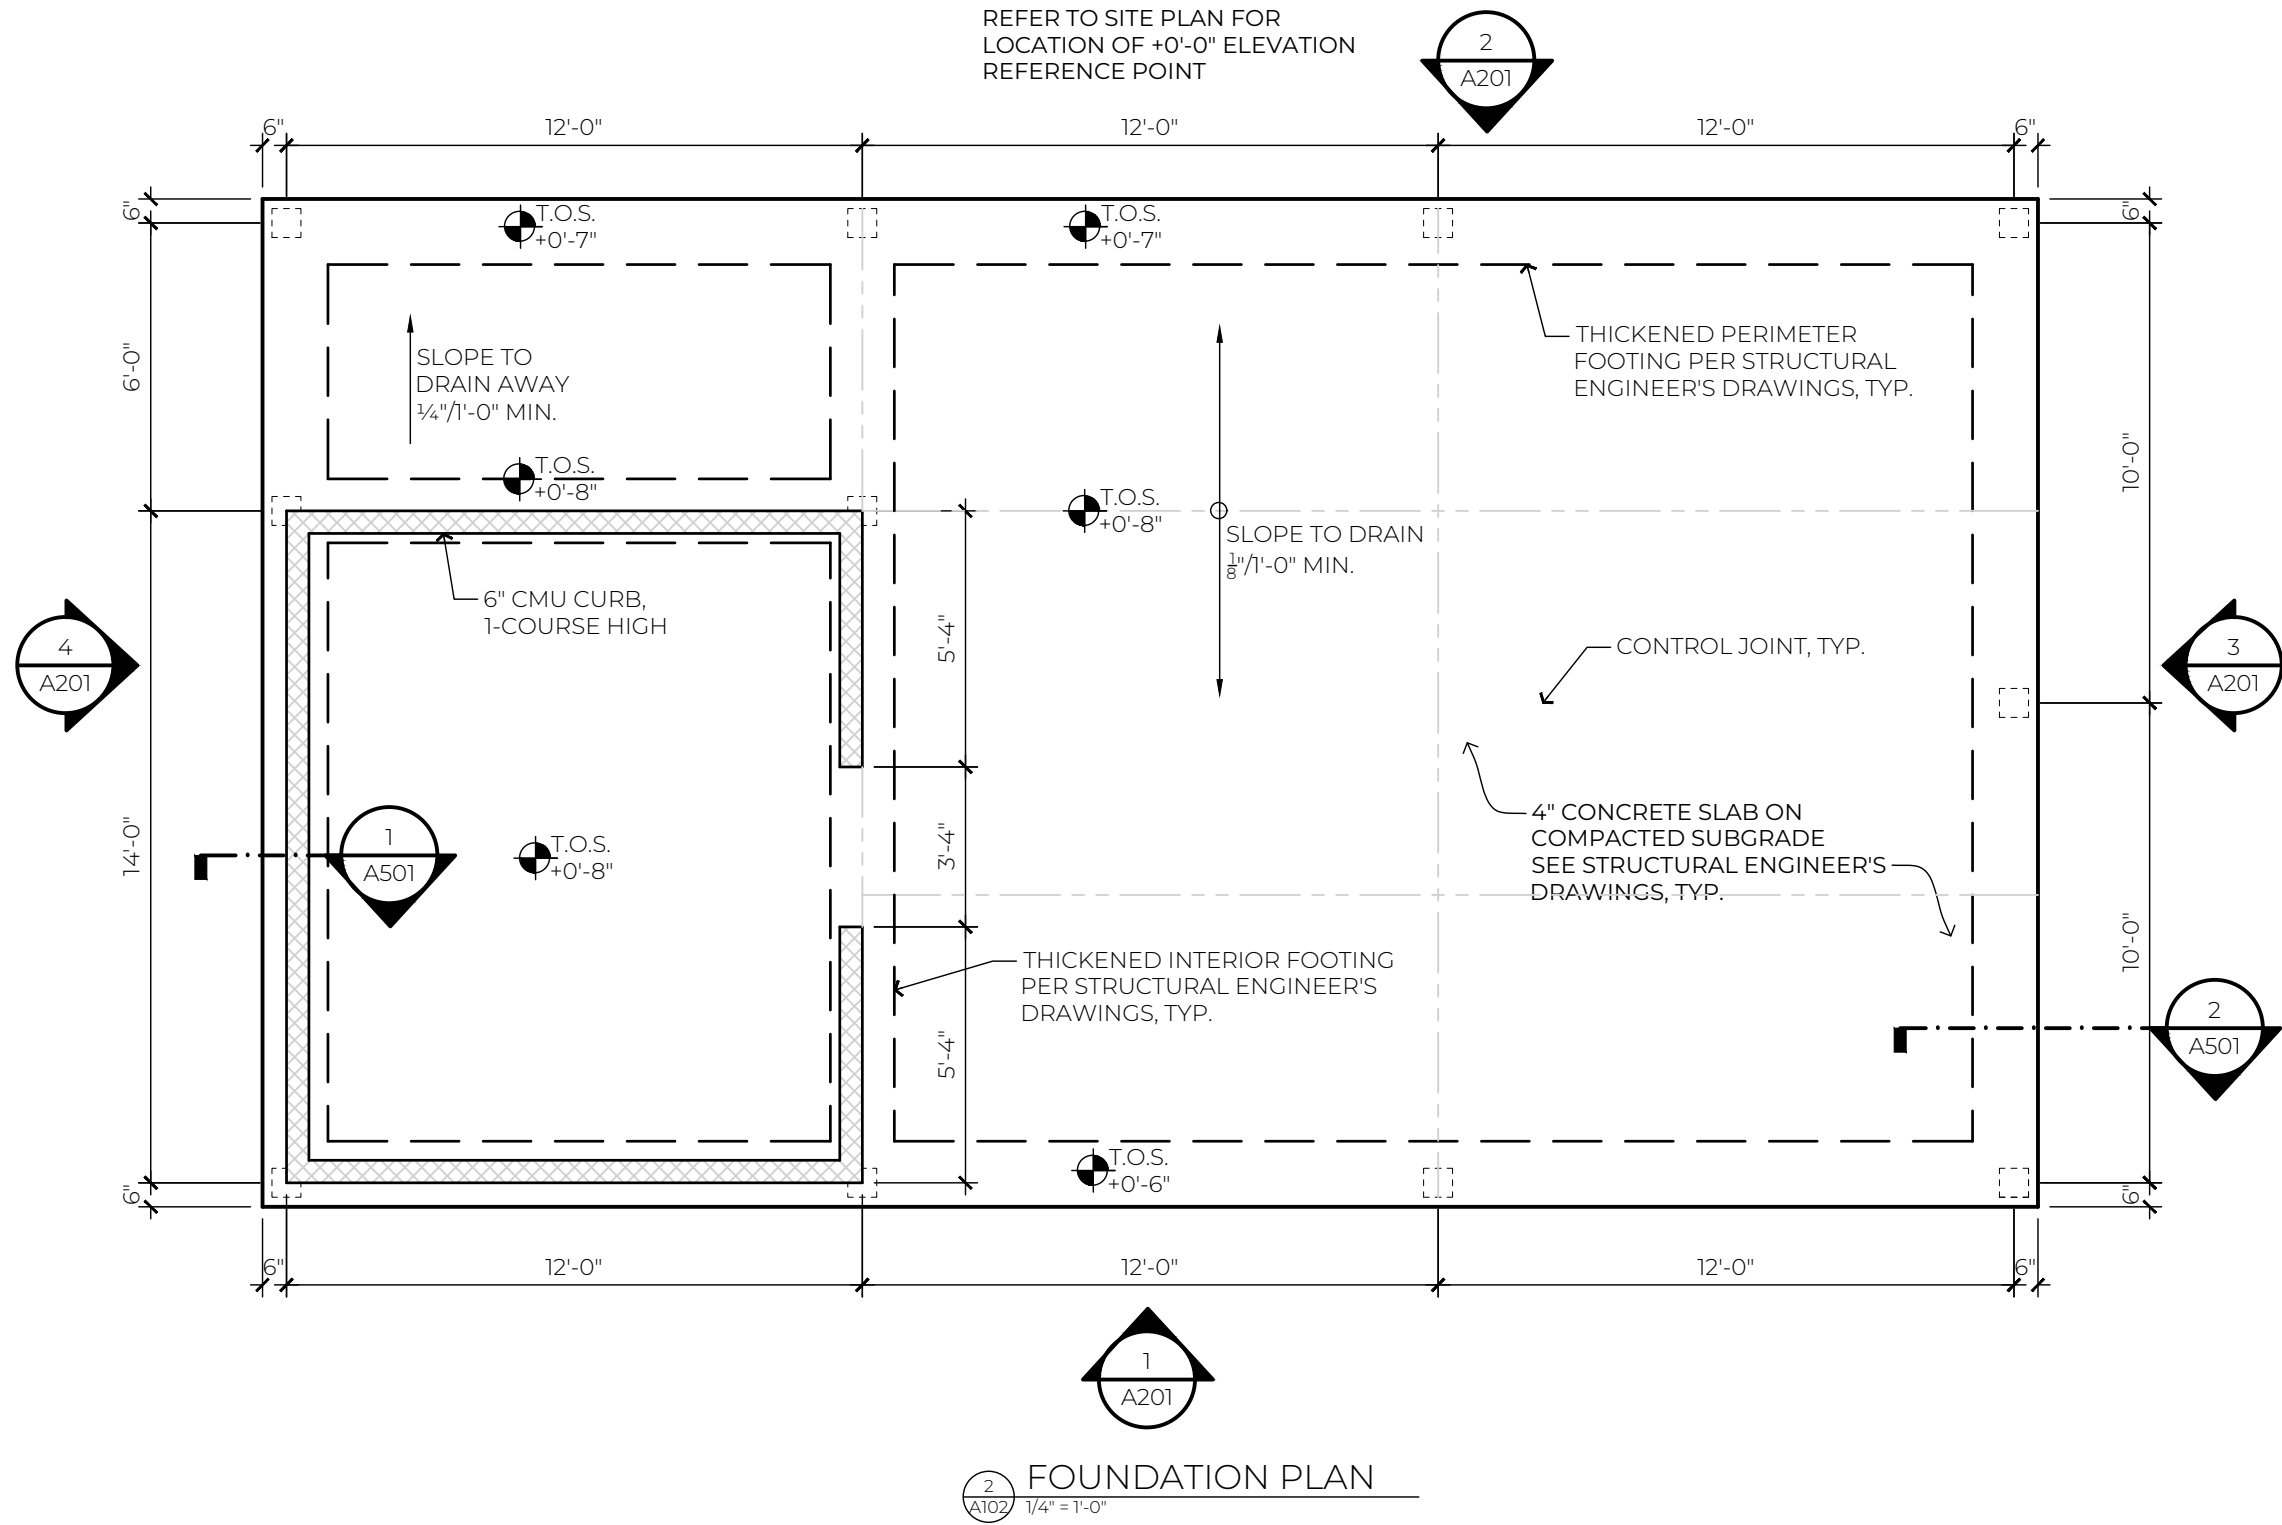 REFER TO SITE PLAN FOR
LOCATION OF +0'-0" ELEVATION
REFERENCE POINT
2
A201
6"
12'-0"
12'-0"
12'-0"
6"
6"
T.O.S.
+0'-7"
T.O.S.
+0'-7"
6"
6'-0"
SLOPE TO
DRAIN AWAY
¼"/1'-0" MIN.
THICKENED PERIMETER
FOOTING PER STRUCTURAL
ENGINEER'S DRAWINGS, TYP.
T.O.S.
+0'-8"
T.O.S.
+0'-8"
10'-0"
SLOPE TO DRAIN
⅛"/1'-0" MIN.
6" CMU CURB,
1-COURSE HIGH
5'-4"
4
A201
CONTROL JOINT, TYP.
3
A201
14'-0"
1
A501
T.O.S.
+0'-8"
3'-4"
4" CONCRETE SLAB ON
COMPACTED SUBGRADE
SEE STRUCTURAL ENGINEER'S
DRAWINGS, TYP.
10'-0"
THICKENED INTERIOR FOOTING
PER STRUCTURAL ENGINEER'S
DRAWINGS, TYP.
5'-4"
2
A501
T.O.S.
+0'-6"
6"
6"
6"
12'-0"
12'-0"
12'-0"
6"
1
A201
2
A102
FOUNDATION PLAN
1/4" = 1'-0"